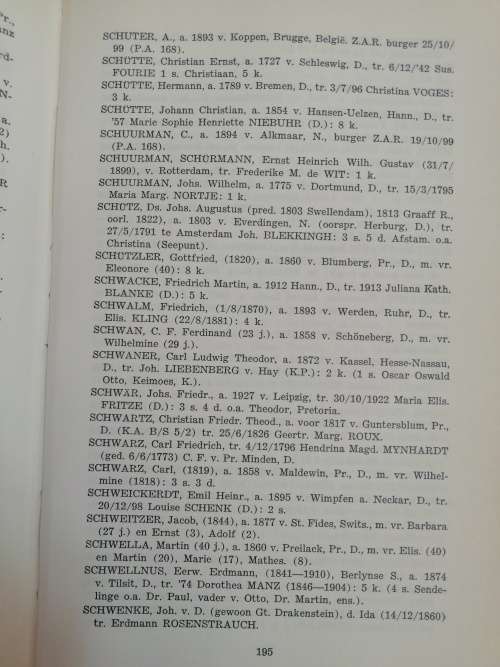 SCHUTER, A., a. 1893 v. Koppen, Brugge, België. Z.A.R. burger 25/10/
99 (P.A. 168).
SCHÜTTE, Christian Ernst, a. 1727 v. Schleswig, D., tr. 6/12/'42 Sus.
FOURIE 1 s. Christiaan, 5 k.
SCHÜTTE, Hermann, a. 1789 v. Bremen, D., tr. 3/7/96 Christina VOGES:
3 k.
SCHÜTTE, Johann Christian, a. 1854 v. Hansen-Uelzen, Hann., D., tr.
'57 Marie Sophie Henriette NIEBUHR (D.): 8 k.
SCHUURMAN, C., a. 1894 v. Alkmaar, N., burger Z.A.R. 19/10/99
(P.A. 168).
SCHUURMAN, SCHÜRMANN, Ernst Heinrich Wilh. Gustav (31/7/
1899), v. Rotterdam, tr. Frederike M. de WIT: 1 k.
SCHUURMAN, Johs. Wilhelm, a. 1775 v. Dortmund, D., tr. 15/3/1795
Maria Marg. NORTJE: 1 k.
SCHÜTZ, Ds. Johs. Augustus (pred. 1803 Swellendam), 1813 Graaff R.,
oorl. 1822), a. 1803 v. Everdingen, N. (oorspr. Herburg, D.), tr.
27/5/1791 te Amsterdam Joh. BLEKKINGH: 3 s. 5 d. Afstam. o.a.
Christina (Seepunt).
SCHÜTZLER, Gottfried, (1820), a. 1860 v. Blumberg, Pr., D., m. vr.
Eleonore (40): 8 k.
SCHWACKE, Friedrich Martin, a. 1912 Hann., D., tr. 1913 Juliana Kath.
BLANKE (D.): 5 k.
SCHWALM, Friedrich, (1/8/1870), a. 1893 v. Werden, Ruhr, D., tr.
Elis. KLING (22/8/1881): 4 k.
SCHWAN, C. F. Ferdinand (23 j.), a. 1858 v. Schöneberg, D., m. vr.
Wilhelmine (29 j.).
SCHWANER, Carl Ludwig Theodor, a. 1872 v. Kassel, Hesse-Nassau,
D., tr. Joh. LIEBENBERG v. Hay (K.P.): 2 k. (1 s. Oscar Oswald
Otto, Keimoes, K.).
SCHWÄR, Johs. Friedr., a. 1927 v. Leipzig, tr. 30/10/1922 Maria Elis.
FRITZE (D.): 3 s. 4 d. o.a. Theodor, Pretoria.
SCHWARTZ, Christian Friedr. Theod., a. voor 1817 v. Guntersblum, Pr.,
D. (K.A. B/S 5/2) tr. 25/6/1826 Geertr. Marg. ROUX.
SCHWARZ, Carl Friedrich, tr. 4/12/1796 Hendrina Magd. MYNHARDT
(ged. 6/6/1773) C. F. v. Pr. Minden, D.
SCHWARZ, Carl, (1819), a. 1858 v. Maldewin, Pr., D., m. vr. Wilhel-
mine (1818): 3 s. 3 d.
SCHWEICKERDT, Emil Heinr., a. 1895 v. Wimpfen a. Neckar, D., tr.
20/12/98 Louise SCHENK (D.): 2 s.
SCHWEITZER, Jacob, (1844), a. 1877 v. St. Fides, Swits., m. vr. Barbara
(27 j.) en Ernst (3), Adolf (2).
SCHWELLA, Martin (40 j.), a. 1860 v. Preilack, Pr., D., m. vr. Elis. (40)
en Martin (20), Marie (17), Mathes. (8).
SCHWELLNUS, Eerw. Erdmann, (1841—1910), Berlynse S., a. 1874
v. Tilsit, D., tr. '74 Dorothea MANZ (1846—1904): 5 k. (4 s. Sende-
linge o.a. Dr. Paul, vader v. Otto, Dr. Martin, ens.).
SCHWENKE, Joh. v. D. (gewoon Gt. Drakenstein), d. Ida (14/12/1860)
tr. Erdmann ROSENSTRAUCH.
195